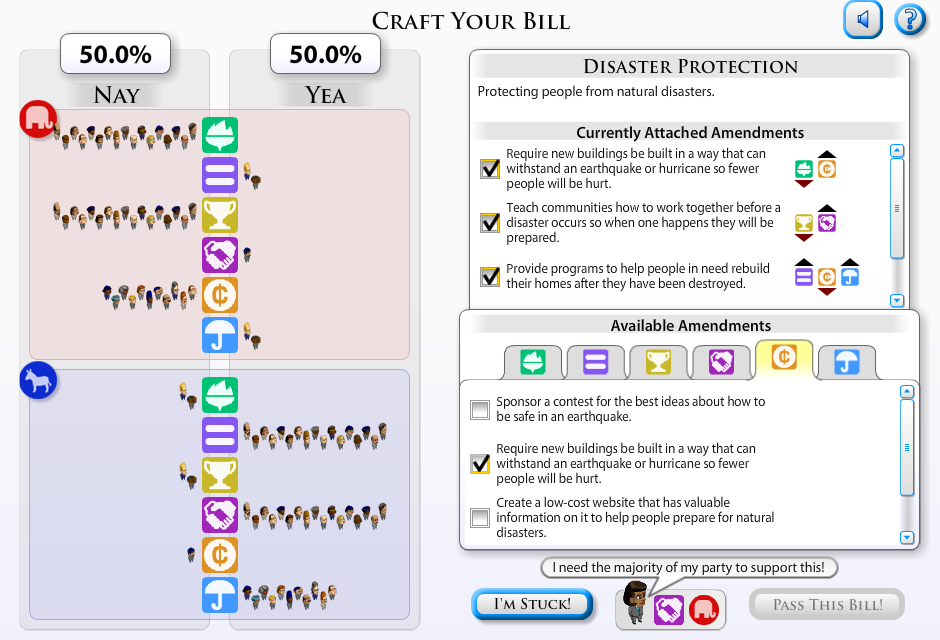 CRAFT YOUR BILL
50.0%
50.0%
NAY
YEA
DISASTER PROTECTION
Protecting people from natural disasters.
Currently Attached Amendments
Require new buildings be built in a way that can
withstand an earthquake or hurricane so fewer
people will be hurt.
Teach communities how to work together before a
disaster occurs so when one happens they will be
prepared.
Provide programs to help people in need rebuild
their homes after they have been destroyed.
Available Amendments
Sponsor a contest for the best ideas about how to
be safe in an earthquake.
Require new buildings be built in a way that can
withstand an earthquake or hurricane so fewer
people will be hurt.
Create a low-cost website that has valuable
information on it to help people prepare for natural
disasters.
I need the majority of my party to support this!
I'M STUCK!
PASS THIS BILL!